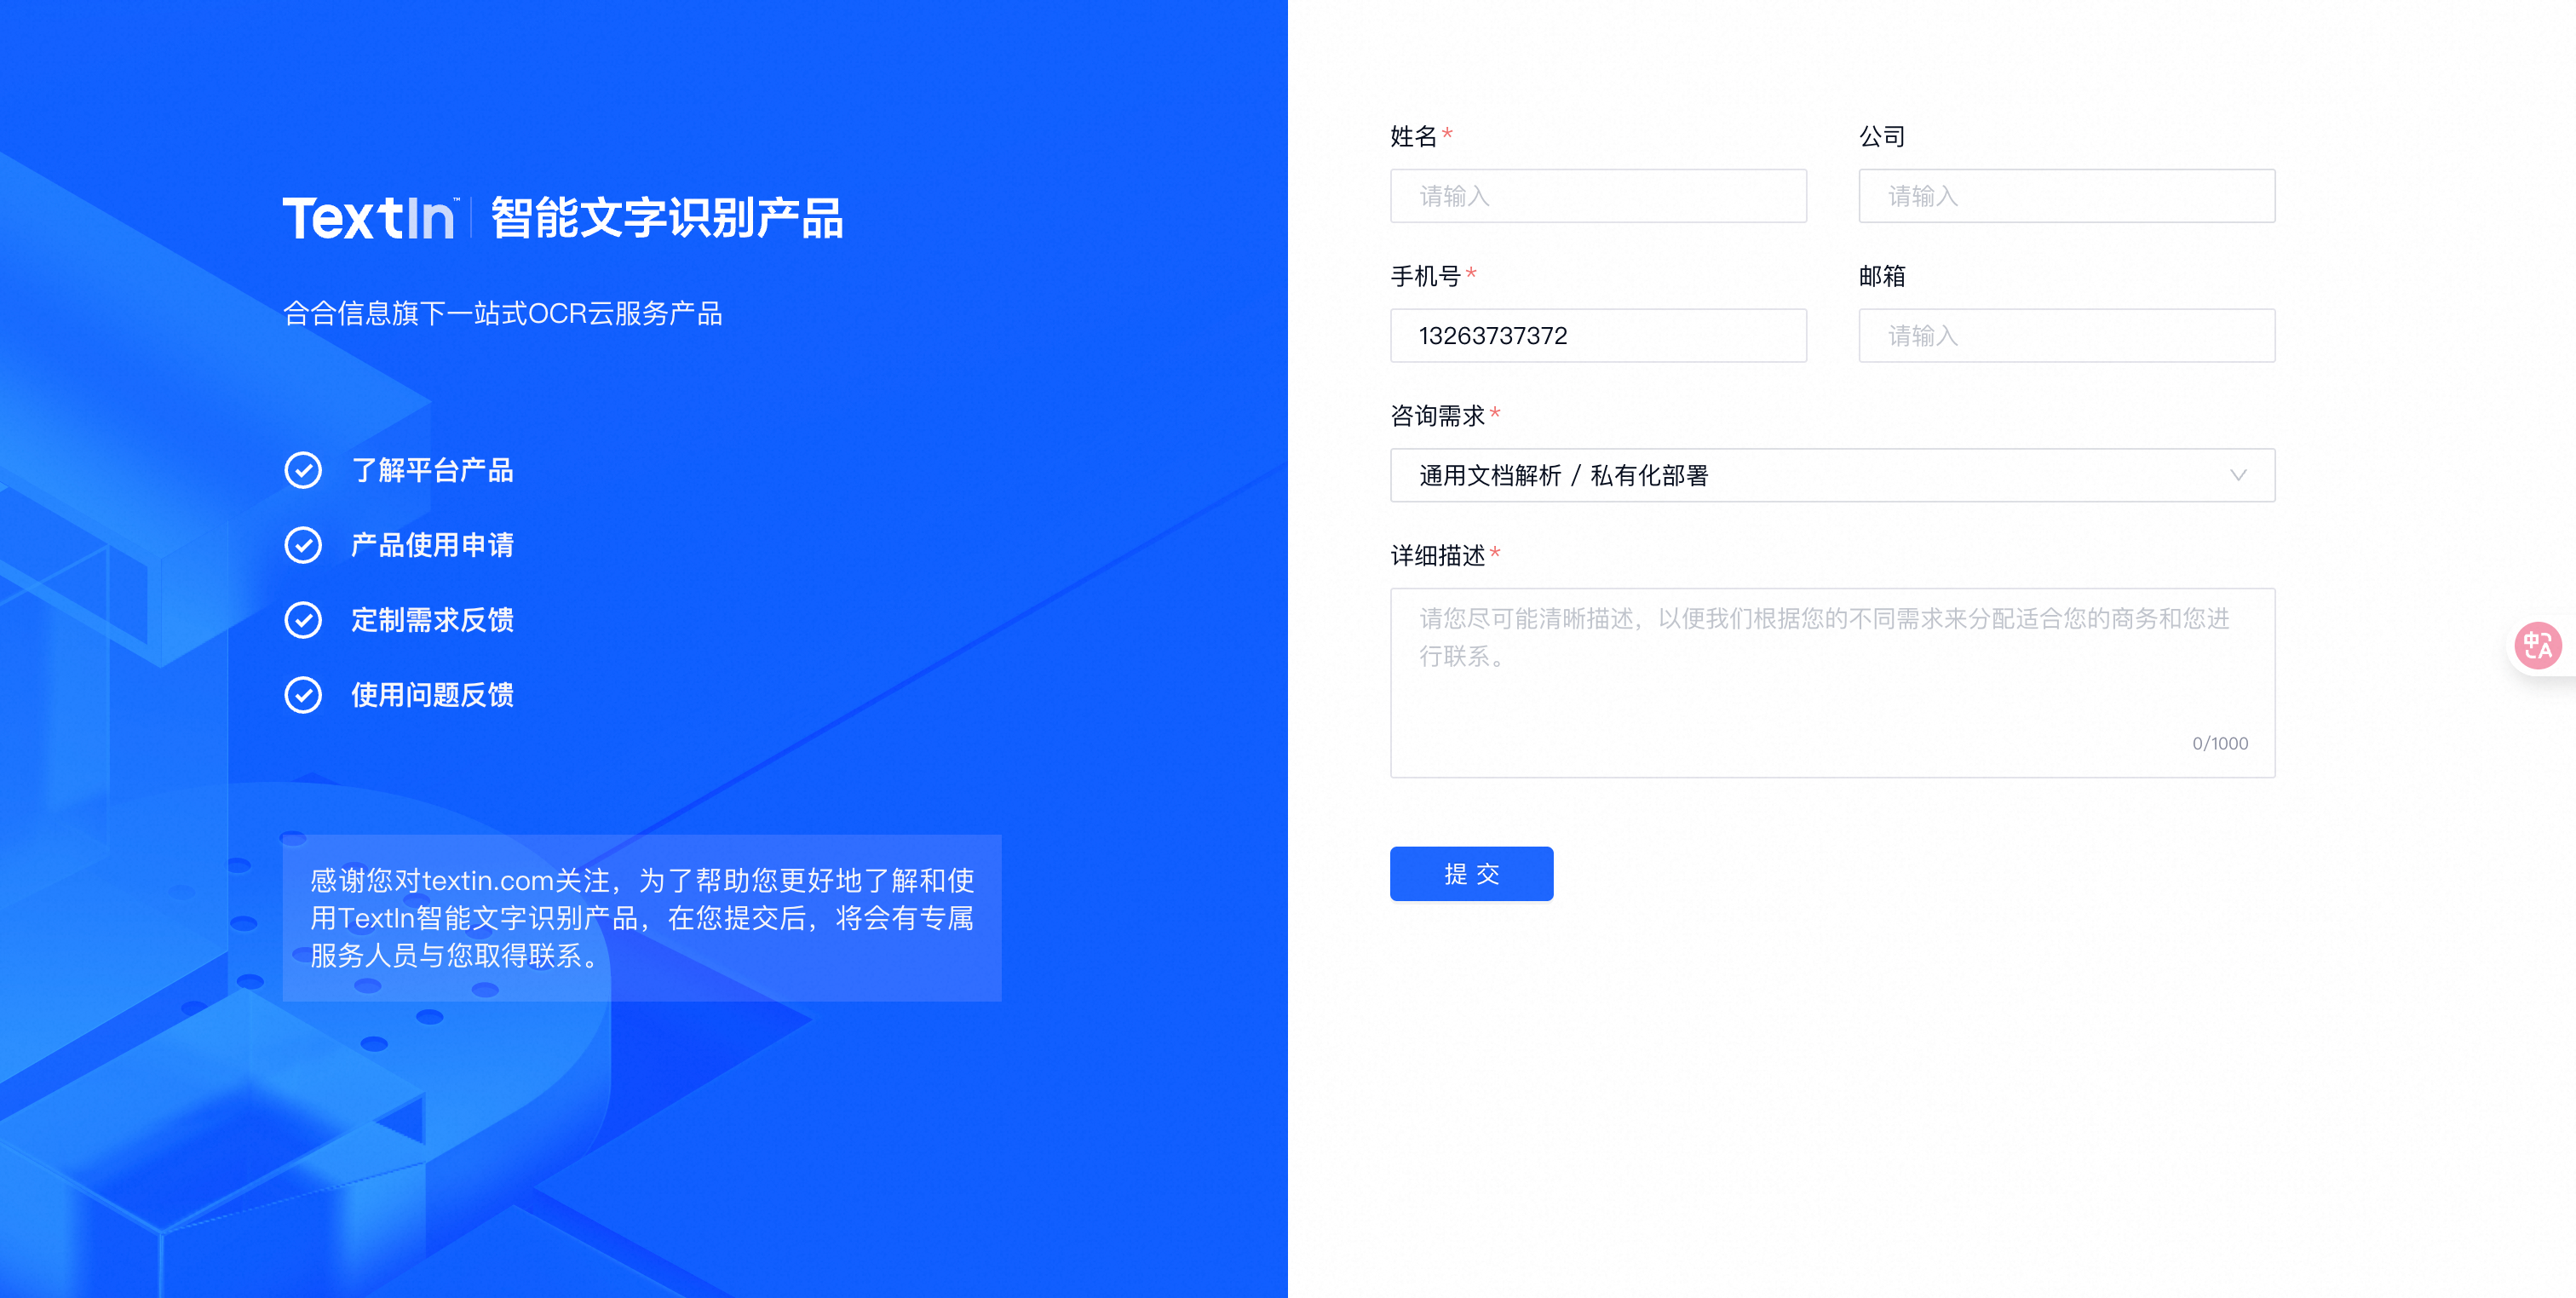 TextIn™ 智能文字识别产品
合合信息旗下一站式OCR云服务产品
了解平台产品
产品使用申请
定制需求反馈
使用问题反馈
感谢您对textin.com关注，为了帮助您更好地了解和使
用TextIn智能文字识别产品，在您提交后，将会有专属
服务人员与您取得联系。
姓名*
请输入
公司
请输入
手机号*
13263737372
邮箱
请输入
咨询需求*
通用文档解析 / 私有化部署
详细描述*
请您尽可能清晰描述，以便我们根据您的不同需求来分配适合您的商务和您进
行联系。
0/1000
提 交
中A